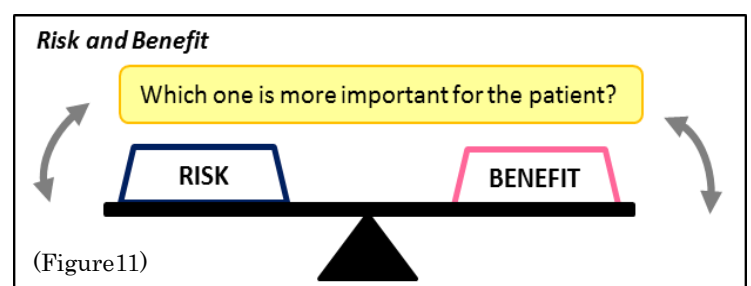 Risk and Benefit
Which one is more important for the patient?
RISK
BENEFIT
(Figure11)